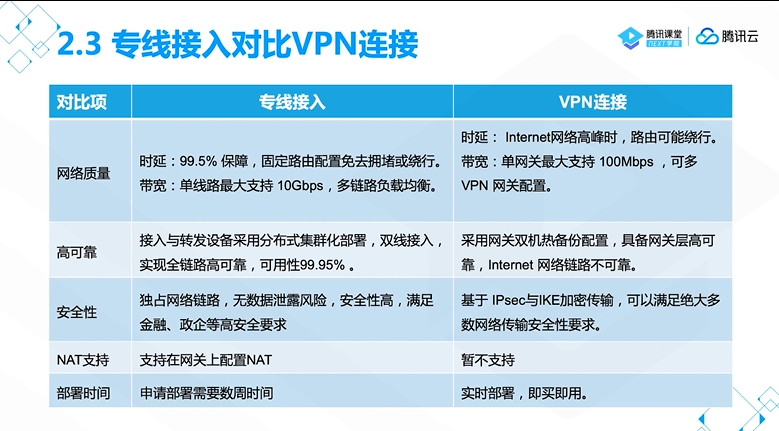 2.3 专线接入对比VPN连接
腾讯课堂
NEXT学院
腾讯云
对比项
专线接入
VPN连接
网络质量
时延：99.5% 保障，固定路由配置免去拥堵或绕行。
带宽：单线路最大支持 10Gbps，多链路负载均衡。
时延： Internet网络高峰时，路由可能绕行。
带宽：单网关最大支持 100Mbps ，可多
VPN 网关配置。
高可靠
接入与转发设备采用分布式集群化部署，双线接入，
实现全链路高可靠，可用性99.95% 。
采用网关双机热备份配置，具备网关层高可
靠，Internet 网络链路不可靠。
安全性
独占网络链路，无数据泄露风险，安全性高，满足
金融、政企等高安全要求
基于 IPsec与IKE加密传输，可以满足绝大多
数网络传输安全性要求。
NAT支持
支持在网关上配置NAT
暂不支持
部署时间
申请部署需要数周时间
实时部署，即买即用。